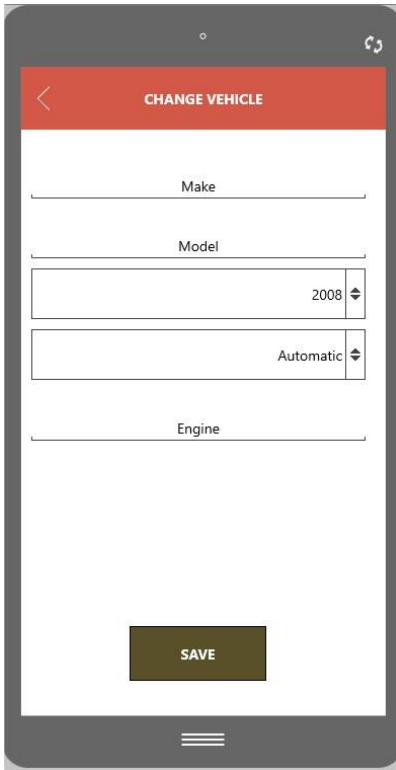 CHANGE VEHICLE
Make
Model
2008
Automatic
Engine
SAVE